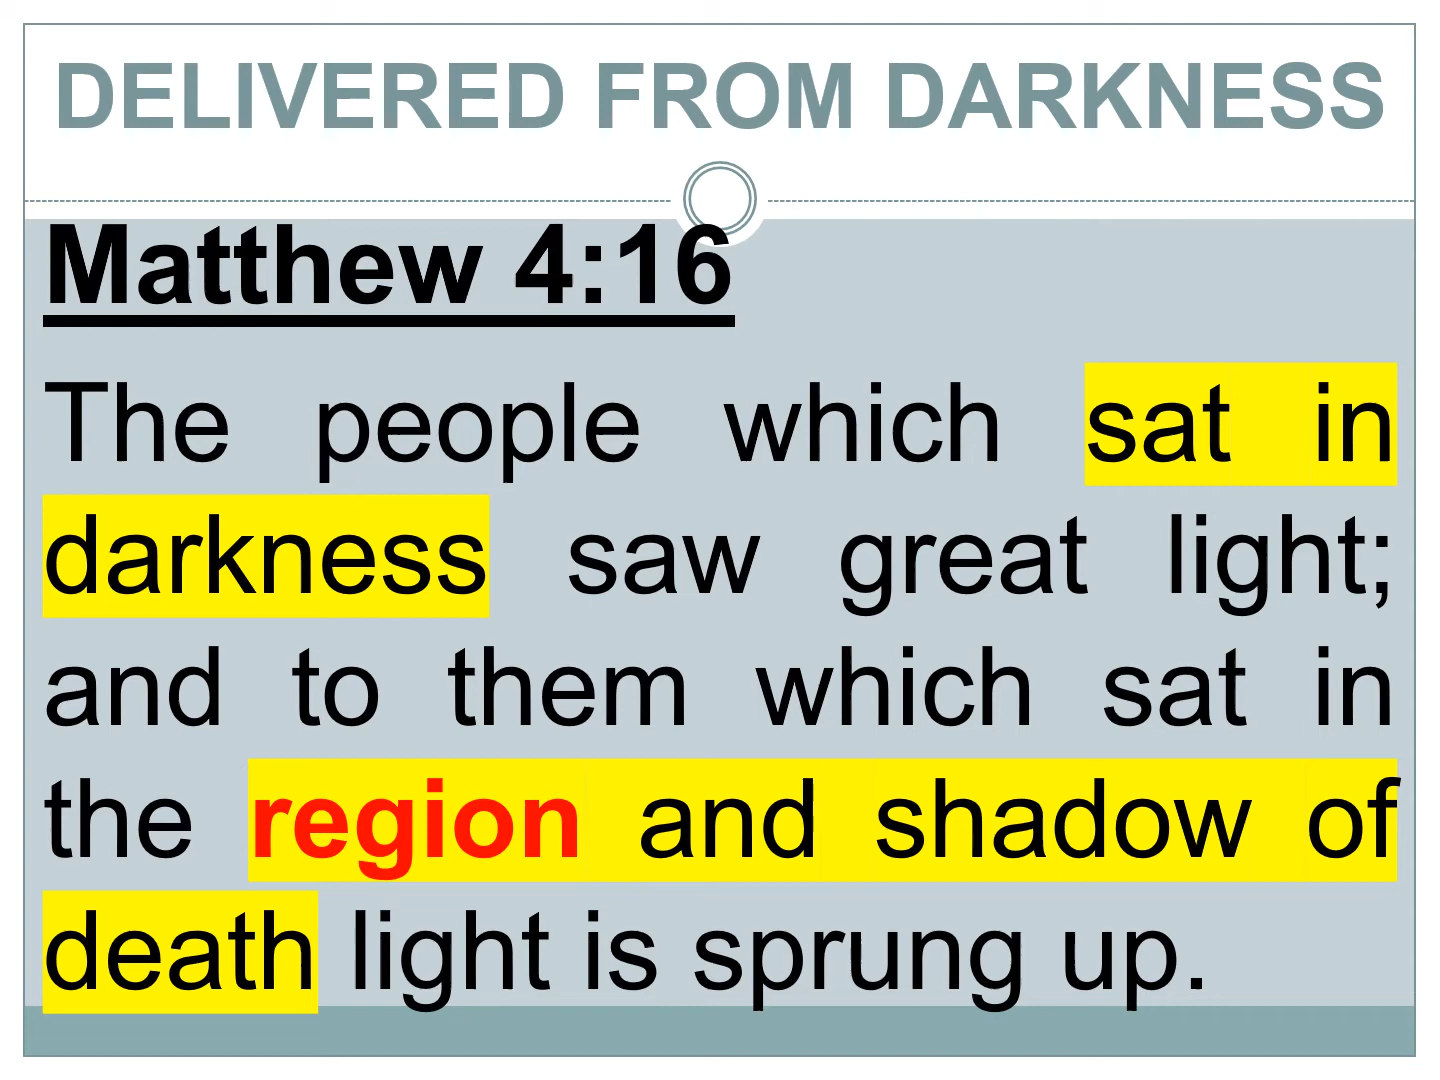 DELIVERED FROM DARKNESS
Matthew 4:16
The people which sat in
darkness saw great light;
and to them which sat in
the region and shadow of
death light is sprung up.